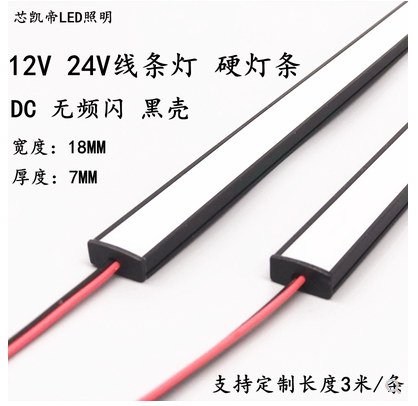 芯凯帝LED照明
12V 24V线条灯 硬灯条
DC 无频闪 黑壳
宽度：18MM
厚度：7MM
支持定制长度3米/条